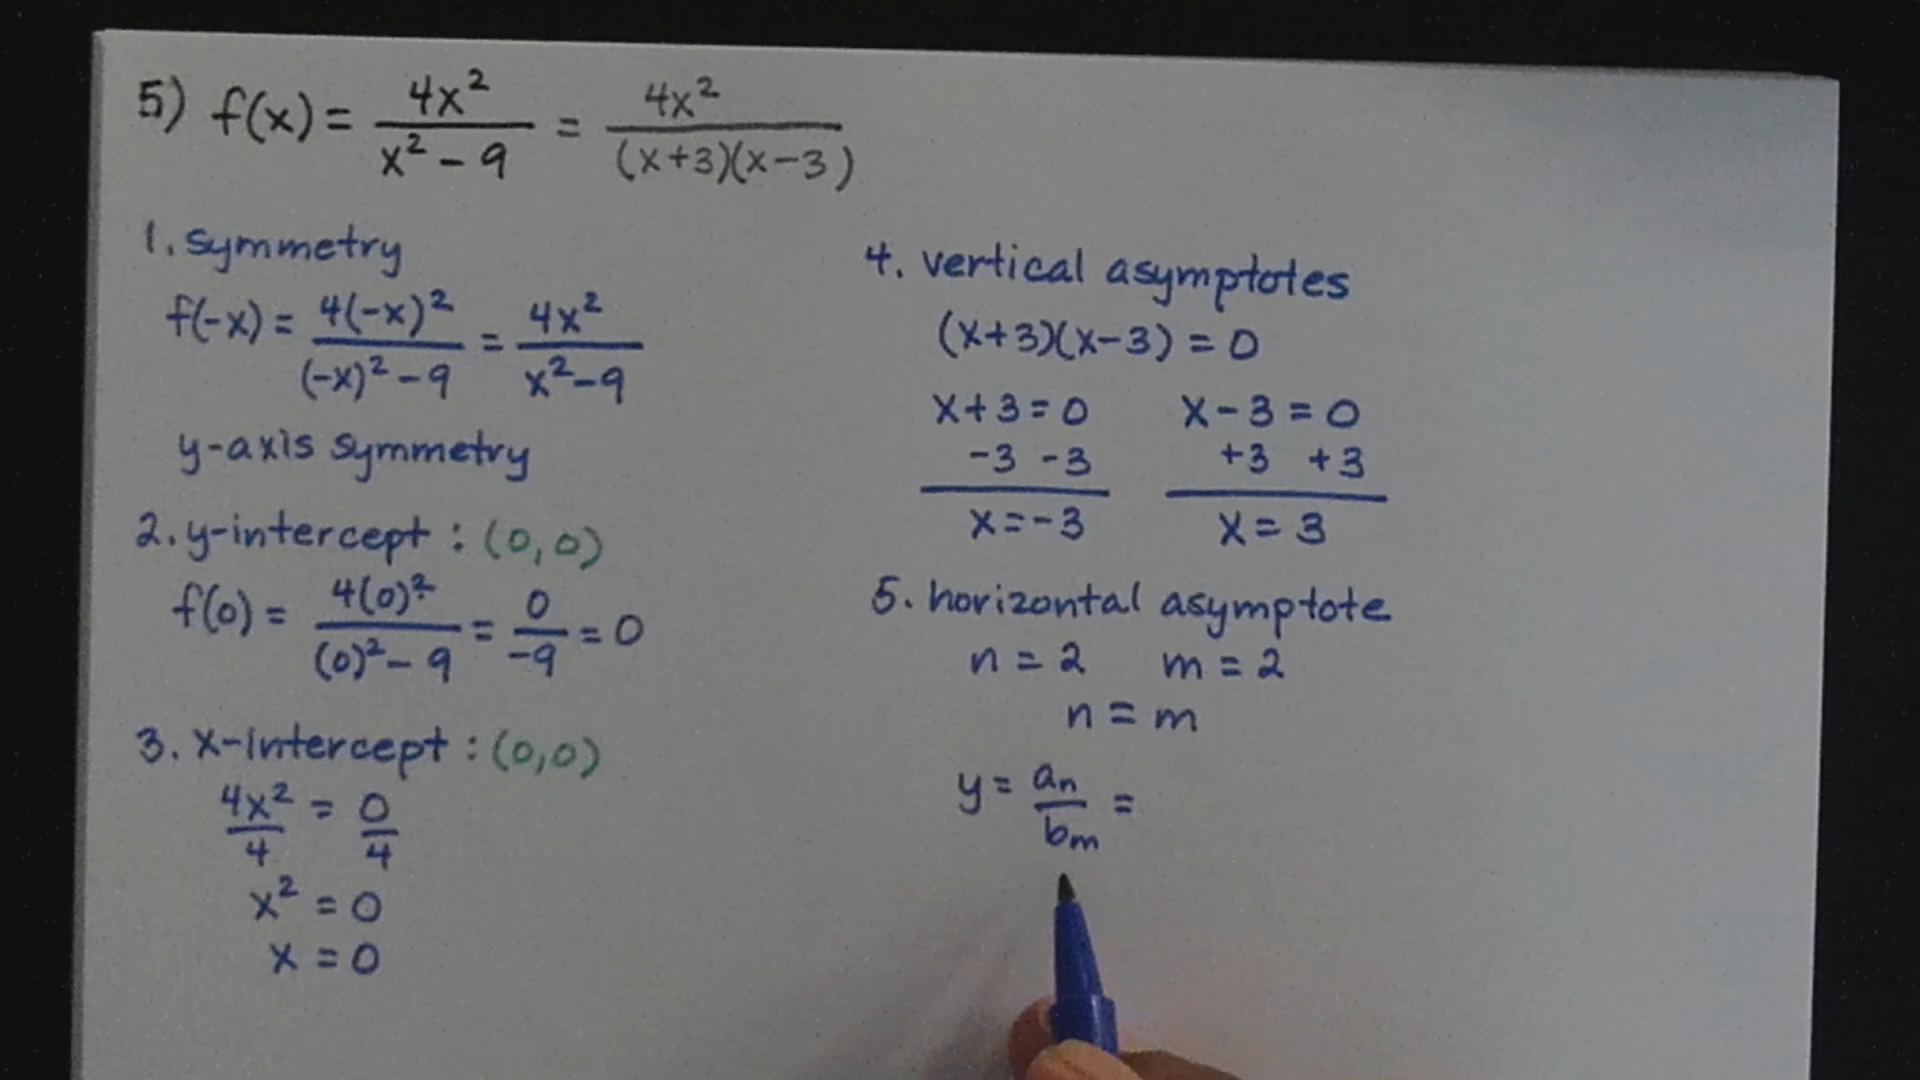 5) f(x) = 4x² / x² - 9 = 4x² / (x+3)(x-3)
1. symmetry
f(-x) = 4(-x)² / (-x)² - 9 = 4x² / x² - 9
y-axis symmetry
2. y-intercept : (0,0)
f(0) = 4(0)² / (0)² - 9 = 0 / -9 = 0
3. x-intercept : (0,0)
4x² / 4 = 0 / 4
x² = 0
x = 0
4. vertical asymptotes
(x+3)(x-3) = 0
x+3=0 x-3=0
-3 -3 +3 +3
x=-3 x=3
5. horizontal asymptote
n = 2 m = 2
n = m
y = aₙ / bₘ =